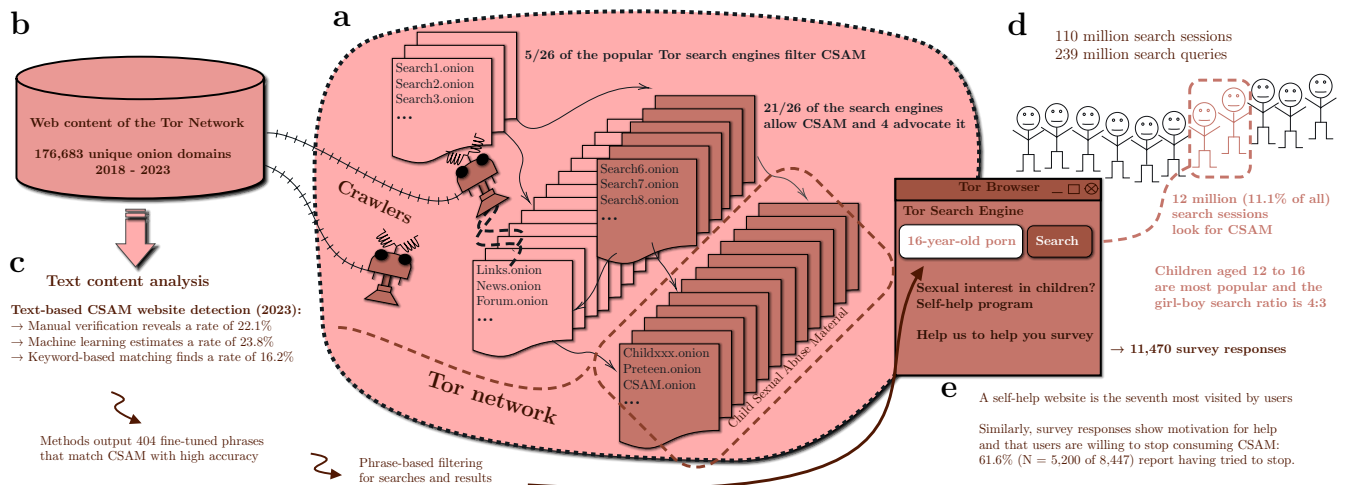 b
Web content of the Tor Network
176,683 unique onion domains
2018 - 2023
c
Text content analysis
Text-based CSAM website detection (2023):
→ Manual verification reveals a rate of 22.1%
→ Machine learning estimates a rate of 23.8%
→ Keyword-based matching finds a rate of 16.2%
Methods output 404 fine-tuned phrases
that match CSAM with high accuracy
Phrase-based filtering
for searches and results
a
5/26 of the popular Tor search engines filter CSAM
Search1.onion
Search2.onion
Search3.onion
...
21/26 of the search engines
allow CSAM and 4 advocate it
Search6.onion
Search7.onion
Search8.onion
...
Crawlers
Links.onion
News.onion
Forum.onion
...
Childxxx.onion
Preteen.onion
CSAM.onion
...
Child Sexual Abuse Material
Tor network
d
110 million search sessions
239 million search queries
12 million (11.1% of all)
search sessions
look for CSAM
Children aged 12 to 16
are most popular and the
girl-boy search ratio is 4:3
Tor Browser
Tor Search Engine
16-year-old porn
Search
Sexual interest in children?
Self-help program
Help us to help you survey
→ 11,470 survey responses
e
A self-help website is the seventh most visited by users
Similarly, survey responses show motivation for help
and that users are willing to stop consuming CSAM:
61.6% (N = 5,200 of 8,447) report having tried to stop.